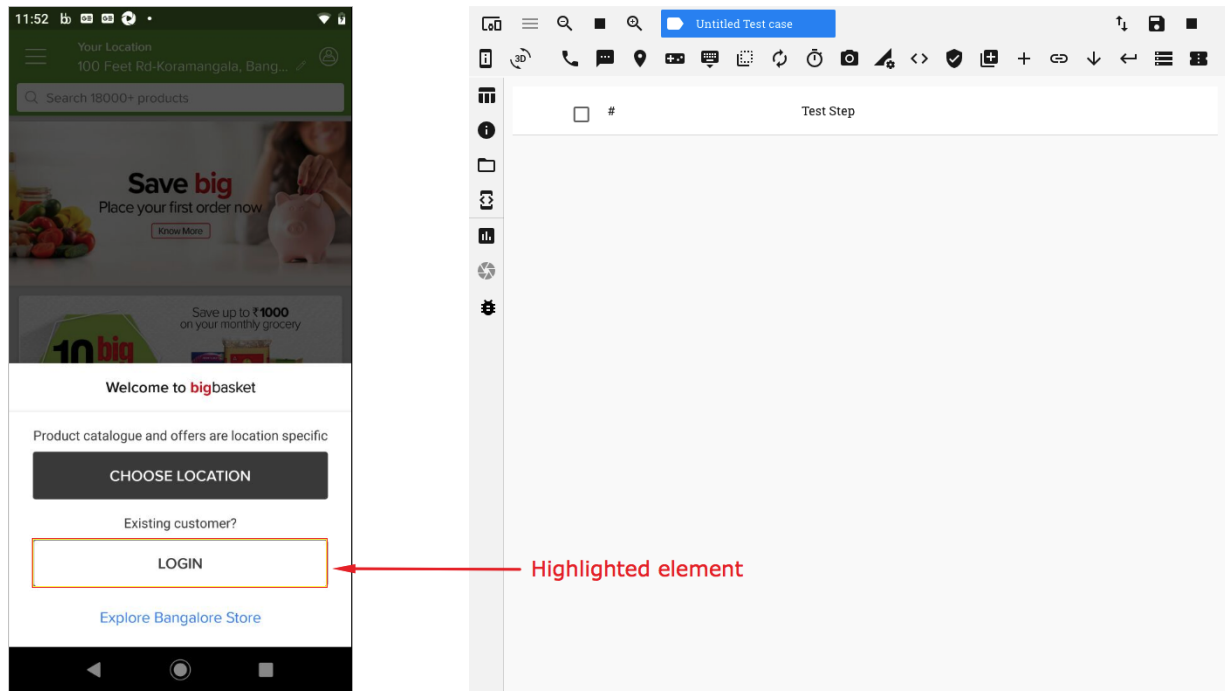 11:52
Untitled Test case
Your Location
100 Feet Rd-Koramangala, Bang...
3D
Search 18000+ products
# Test Step
Save big
Place your first order now
Know More
Save up to ₹1000
on your monthly grocery
10 big
Welcome to bigbasket
Product catalogue and offers are location specific
CHOOSE LOCATION
Existing customer?
LOGIN
Highlighted element
Explore Bangalore Store